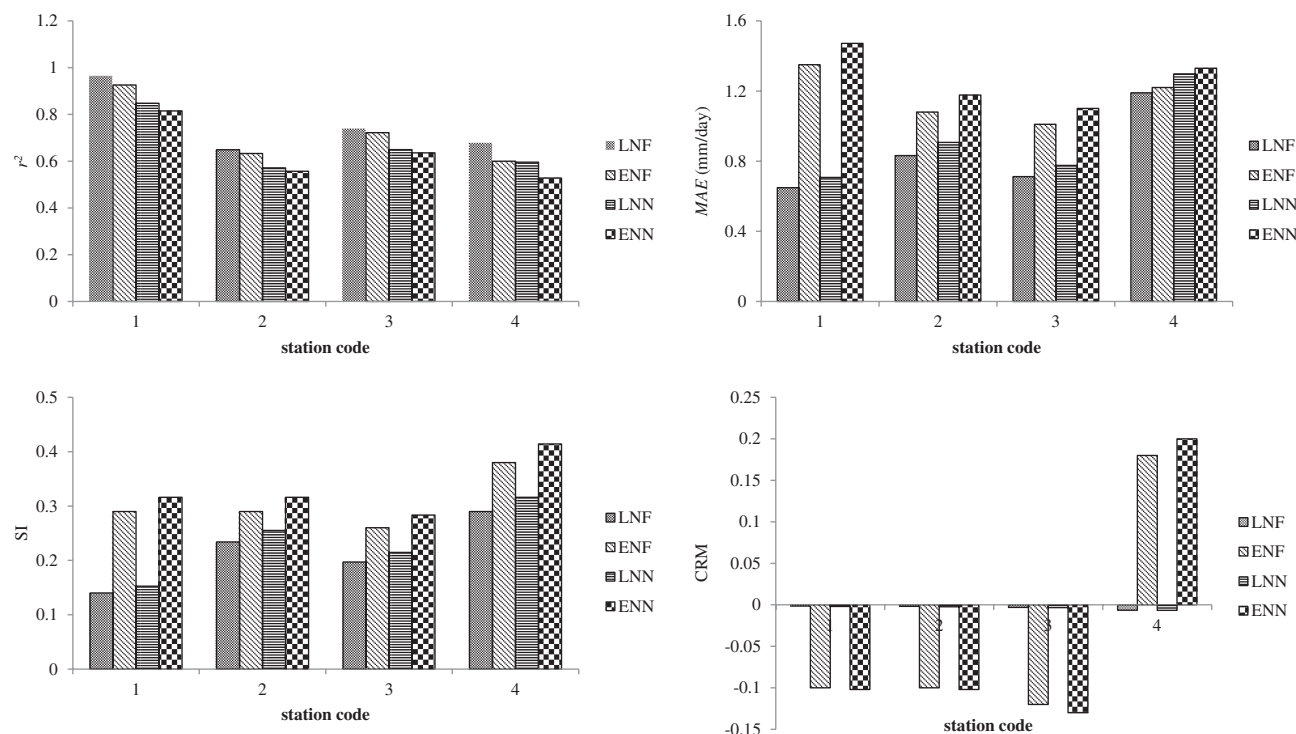 1.2
1
0.8
0.6
0.4
0.2
0
r²
1 2 3 4
station code
LNF
ENF
LNN
ENN
1.6
1.2
0.8
0.4
0
MAE (mm/day)
1 2 3 4
station code
LNF
ENF
LNN
ENN
0.5
0.4
0.3
0.2
0.1
0
SI
1 2 3 4
station code
LNF
ENF
LNN
ENN
0.25
0.2
0.15
0.1
0.05
0
-0.05
-0.1
-0.15
CRM
1 2 3 4
station code
LNF
ENF
LNN
ENN